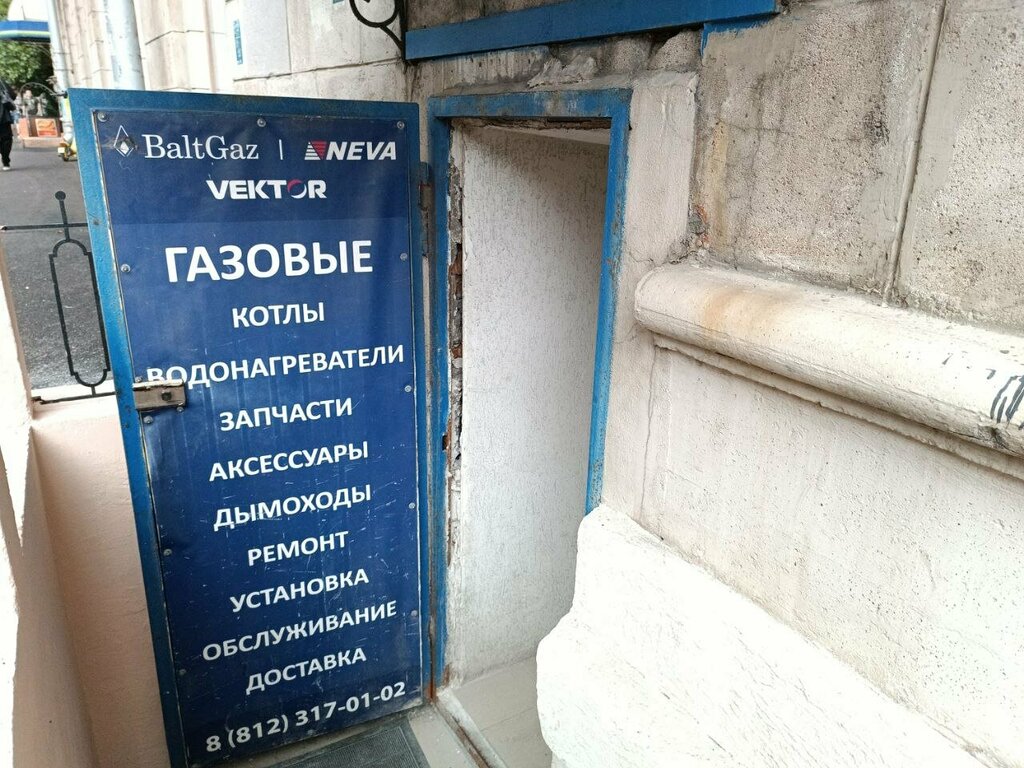 BaltGaz | NEVA
VEKTOR
ГАЗОВЫЕ
КОТЛЫ
ВОДОНАГРЕВАТЕЛИ
ЗАПЧАСТИ
АКСЕССУАРЫ
ДЫМОХОДЫ
РЕМОНТ
УСТАНОВКА
ОБСЛУЖИВАНИЕ
ДОСТАВКА
8 (812) 317-01-02